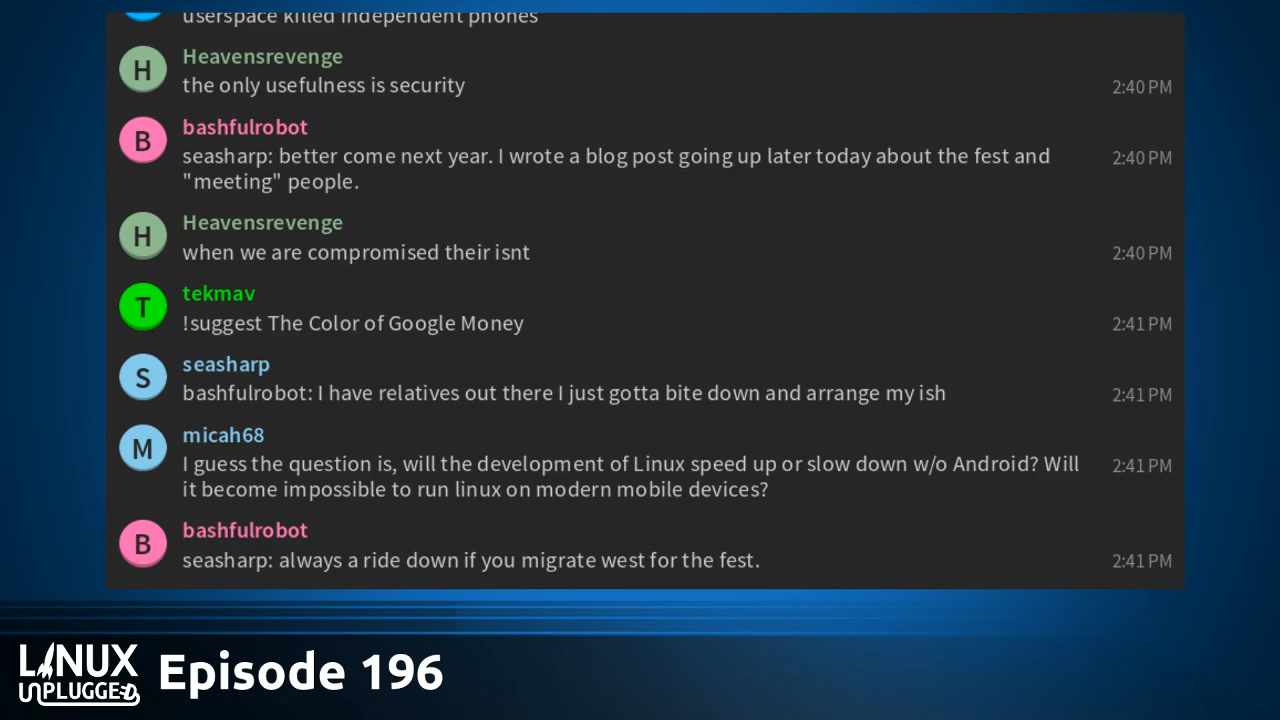 userspace killed independent phones
H
Heavensrevenge
the only usefulness is security
2:40 PM
B
bashfulrobot
seasharp: better come next year. I wrote a blog post going up later today about the fest and
2:40 PM
"meeting" people.
H
Heavensrevenge
when we are compromised their isnt
2:40 PM
T
tekmav
!suggest The Color of Google Money
2:41 PM
S
seasharp
bashfulrobot: I have relatives out there I just gotta bite down and arrange my ish
2:41 PM
M
micah68
I guess the question is, will the development of Linux speed up or slow down w/o Android? Will
2:41 PM
it become impossible to run linux on modern mobile devices?
B
bashfulrobot
seasharp: always a ride down if you migrate west for the fest.
2:41 PM
LINUX
UNPLUGGED
Episode 196